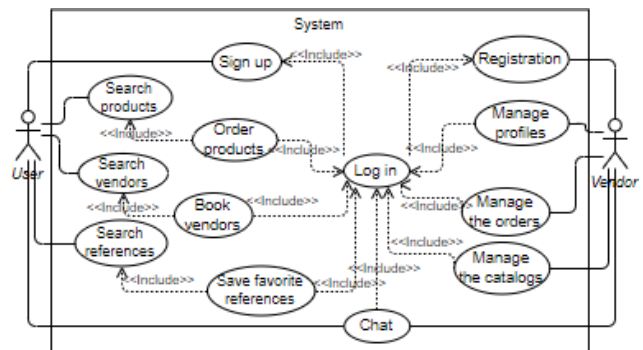 System
Sign up
<<Include>>
<<Include>>
Registration
Search
products
<<Include>>
Order
products
<<Include>>
<<Include>>
Manage
profiles
User
Vendor
Search
vendors
Log in
<<Include>>
Book
vendors
<<Include>>
<<Include>>
Manage
the orders
Search
references
<<Include>>
Manage
the catalogs
<<Include>>
Save favorite
references
<<Include>>
<<Include>>
Chat